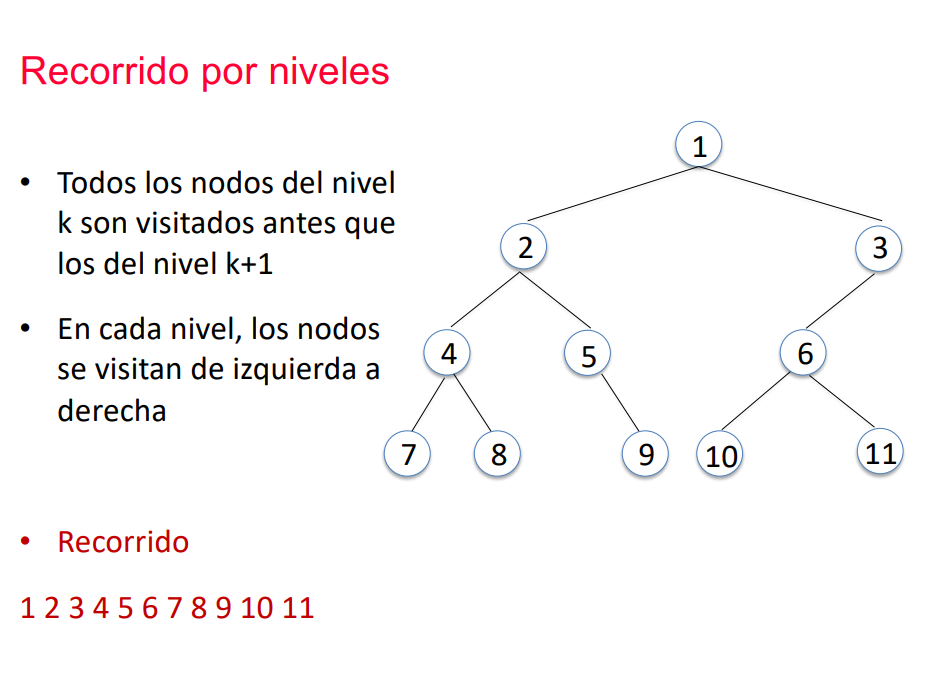 Recorrido por niveles
• Todos los nodos del nivel
k son visitados antes que
los del nivel k+1
• En cada nivel, los nodos
se visitan de izquierda a
derecha
• Recorrido
1 2 3 4 5 6 7 8 9 10 11
1
2 3
4 5 6
7 8 9 10 11